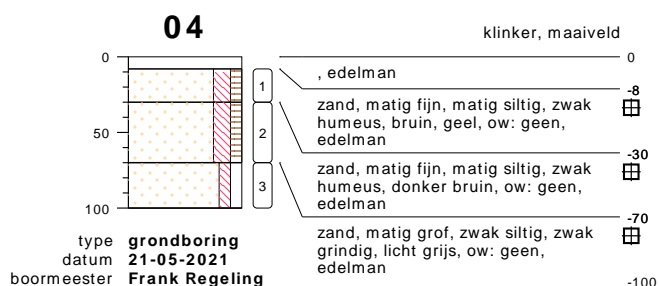 04
klinker, maaiveld
0
0
, edelman
-8
1
zand, matig fijn, matig siltig, zwak
humeus, bruin, geel, ow: geen,
edelman
50
2
-30
zand, matig fijn, matig siltig, zwak
humeus, donker bruin, ow: geen,
edelman
3
100
-70
zand, matig grof, zwak siltig, zwak
grindig, licht grijs, ow: geen,
edelman
-100
type grondboring
datum 21-05-2021
boormeester Frank Regeling